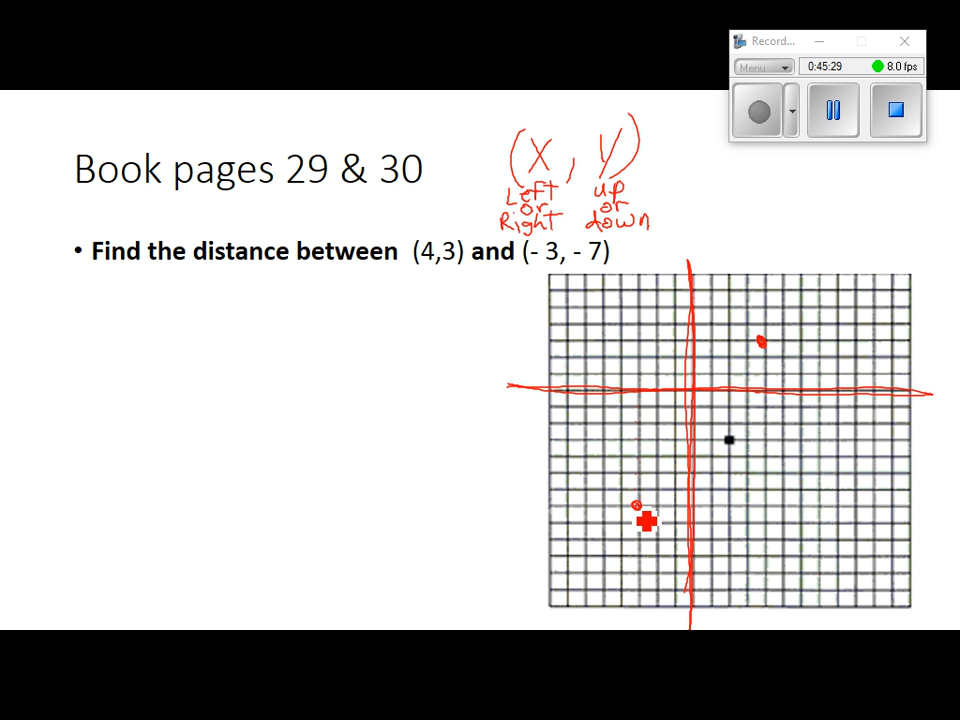 Record...
Menu 0:45:29 8.0 fps
Book pages 29 & 30
(X, Y)
Left up
or or
Right down
• Find the distance between (4,3) and (- 3, - 7)